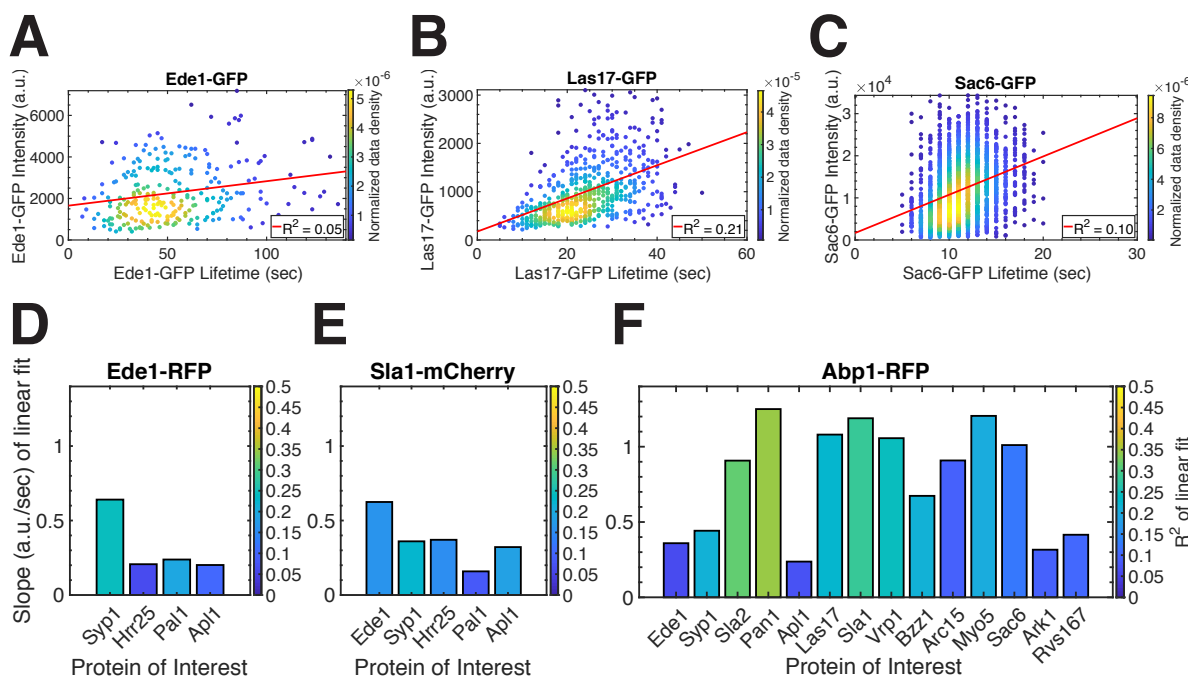 A
Ede1-GFP
Ede1-GFP Intensity (a.u.)
6000
4000
2000
0
0
50
100
Ede1-GFP Lifetime (sec)
R² = 0.05
×10⁻⁶
5
4
3
2
1
Normalized data density
B
Las17-GFP
Las17-GFP Intensity (a.u.)
3000
2000
1000
0
0
20
40
60
Las17-GFP Lifetime (sec)
R² = 0.21
×10⁻⁵
4
3
2
1
Normalized data density
C
Sac6-GFP
Sac6-GFP Intensity (a.u.)
×10⁴
3
2
1
0
0
10
20
30
Sac6-GFP Lifetime (sec)
R² = 0.10
×10⁻⁶
8
6
4
2
Normalized data density
D
Ede1-RFP
Slope (a.u./sec) of linear fit
1
0.5
0
Syp1
Hrr25
Pal1
Apl1
Protein of Interest
0.5
0.45
0.4
0.35
0.3
0.25
0.2
0.15
0.1
0.05
0
E
Sla1-mCherry
1
0.5
0
Ede1
Syp1
Hrr25
Pal1
Apl1
Protein of Interest
0.5
0.45
0.4
0.35
0.3
0.25
0.2
0.15
0.1
0.05
0
F
Abp1-RFP
1
0.5
0
Ede1
Syp1
Sla2
Pan1
Apl1
Las17
Sla1
Vrp1
Bzz1
Arc15
Myo5
Sac6
Ark1
Rvs167
Protein of Interest
0.5
0.45
0.4
0.35
0.3
0.25
0.2
0.15
0.1
0.05
0
R² of linear fit